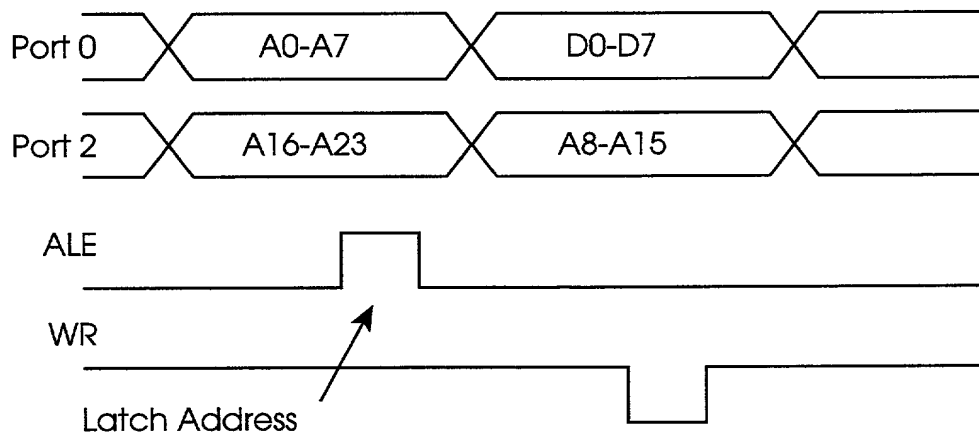 Port 0 A0-A7 D0-D7
Port 2 A16-A23 A8-A15
ALE
WR
Latch Address